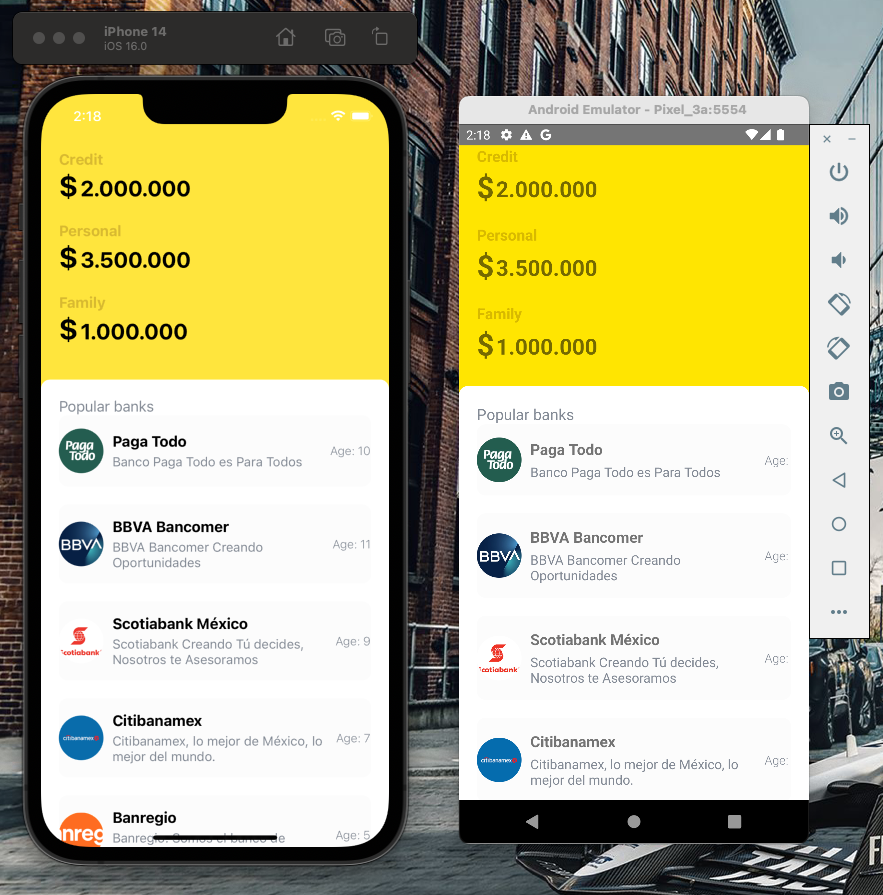 iPhone 14
iOS 16.0
2:18
Credit
$ 2.000.000
Personal
$ 3.500.000
Family
$ 1.000.000
Popular banks
Paga Todo
Paga Todo
Banco Paga Todo es Para Todos
Age: 10
BBVA
BBVA Bancomer
BBVA Bancomer Creando
Oportunidades
Age: 11
Scotiabank México
cotiabank
Scotiabank Creando Tú decides,
Nosotros te Asesoramos
Age: 9
Citibanamex
citibanamex
Citibanamex, lo mejor de México, lo
mejor del mundo.
Age: 7
Banregio
nreg
Banregio: Somos el banco de
Age: 5
Android Emulator - Pixel_3a:5554
2:18 G
Credit
$ 2.000.000
Personal
$ 3.500.000
Family
$ 1.000.000
Popular banks
Paga Todo
Paga Todo
Banco Paga Todo es Para Todos
Age:
BBVA
BBVA Bancomer
BBVA Bancomer Creando
Oportunidades
Age:
Scotiabank México
cotiabank
Scotiabank Creando Tú decides,
Nosotros te Asesoramos
Age:
Citibanamex
citibanamex
Citibanamex, lo mejor de México, lo
mejor del mundo.
Age: